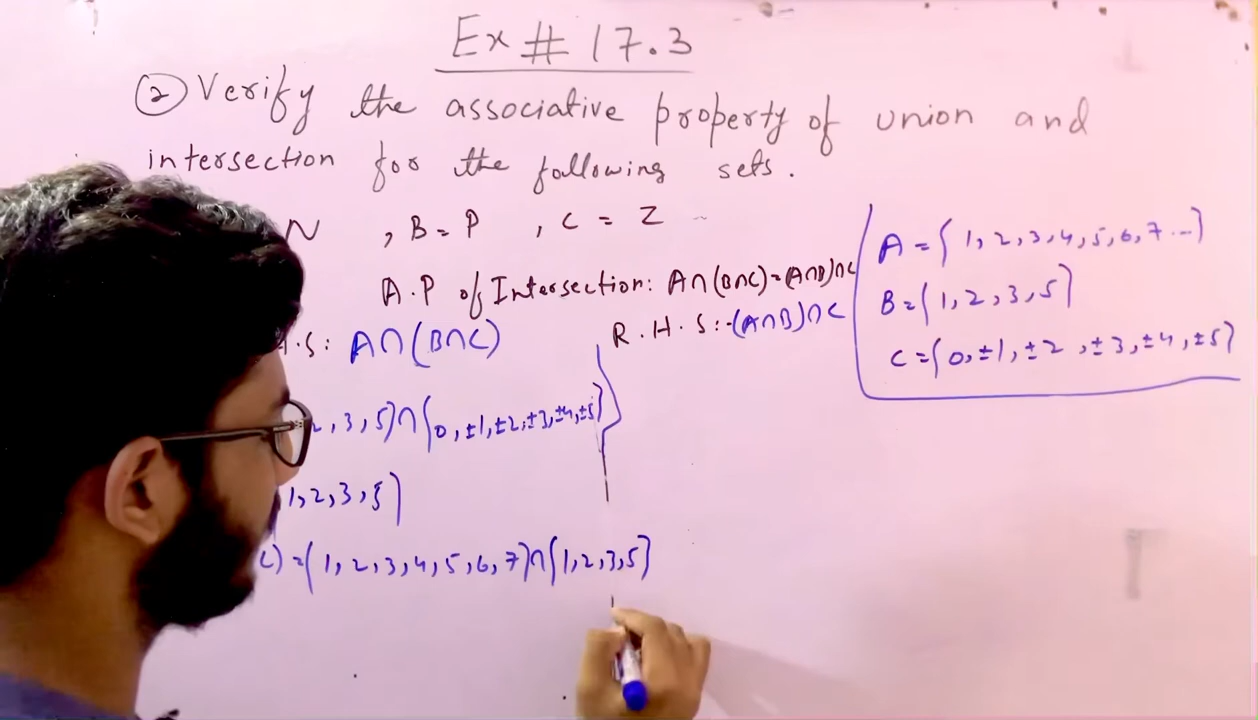 Ex # 17.3
② Verify the associative property of union and
intersection for the following sets.
N , B = P , C = Z
A.P of Intersection: A∩(B∩C)=(A∩B)∩C
.S: A∩(B∩C)
R.H.S:-(A∩B)∩C
2,3,5}∩{0,±1,±2,±3,±4,±5}
1,2,3,5}
C)={1,2,3,4,5,6,7}∩{1,2,3,5}
A={1,2,3,4,5,6,7...}
B={1,2,3,5}
C={0,±1,±2,±3,±4,±5}